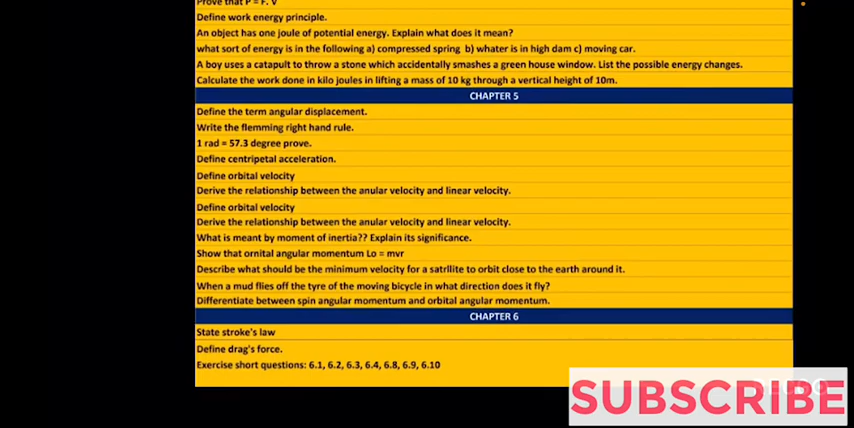 Prove that P = F. V
Define work energy principle.
An object has one joule of potential energy. Explain what does it mean?
what sort of energy is in the following a) compressed spring b) whater is in high dam c) moving car.
A boy uses a catapult to throw a stone which accidentally smashes a green house window. List the possible energy changes.
Calculate the work done in kilo joules in lifting a mass of 10 kg through a vertical height of 10m.
CHAPTER 5
Define the term angular displacement.
Write the flemming right hand rule.
1 rad = 57.3 degree prove.
Define centripetal acceleration.
Define orbital velocity
Derive the relationship between the anular velocity and linear velocity.
Define orbital velocity
Derive the relationship between the anular velocity and linear velocity.
What is meant by moment of inertia?? Explain its significance.
Show that ornital angular momentum Lo = mvr
Describe what should be the minimum velocity for a satrllite to orbit close to the earth around it.
When a mud flies off the tyre of the moving bicycle in what direction does it fly?
Differentiate between spin angular momentum and orbital angular momentum.
CHAPTER 6
State stroke's law
Define drag's force.
Exercise short questions: 6.1, 6.2, 6.3, 6.4, 6.8, 6.9, 6.10
SUBSCRIBE